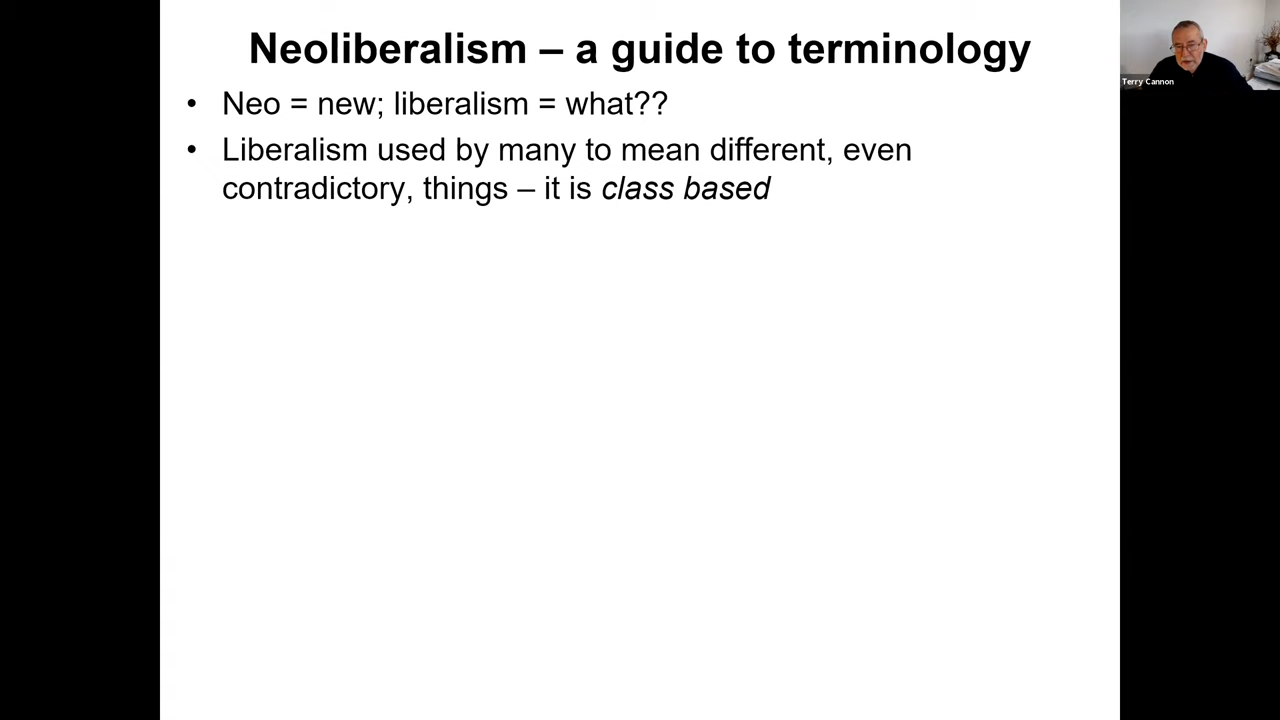 Neoliberalism – a guide to terminology
• Neo = new; liberalism = what??
• Liberalism used by many to mean different, even
contradictory, things – it is class based
Terry Cannon